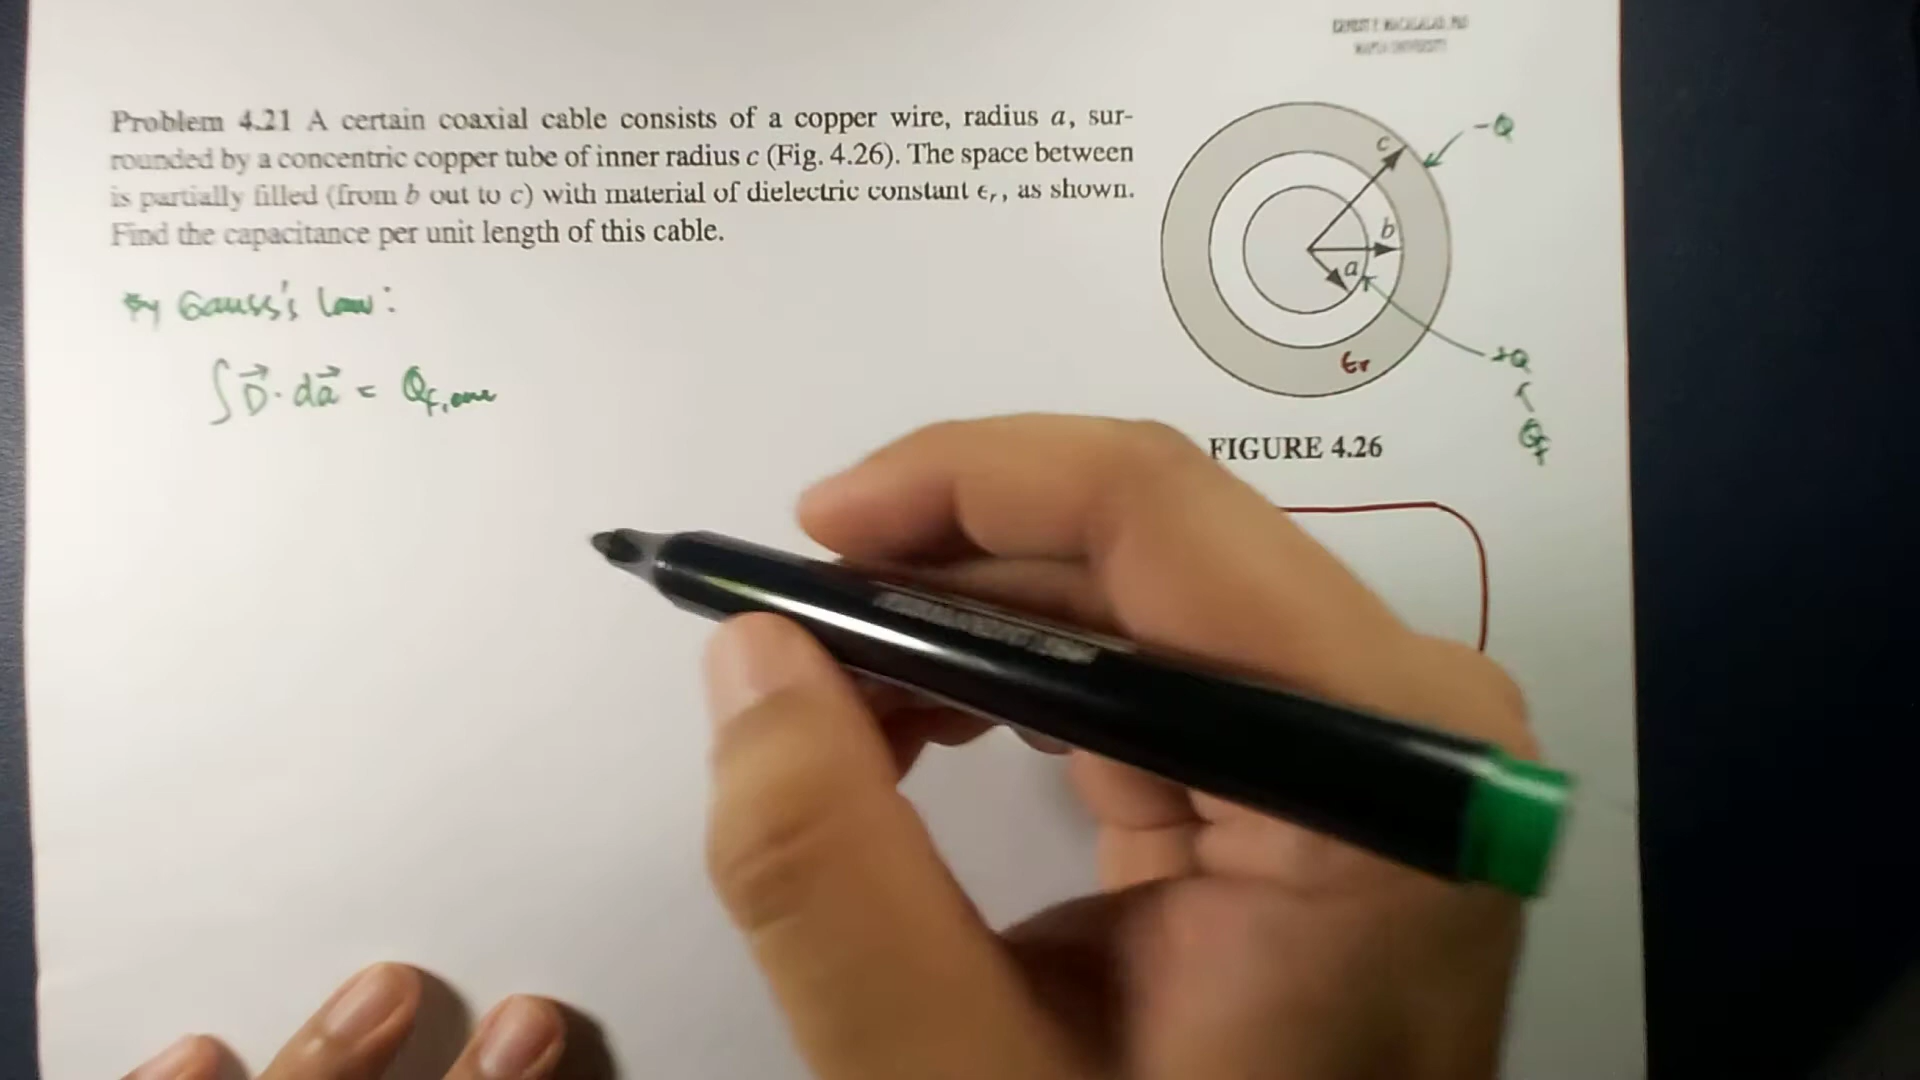 Problem 4.21 A certain coaxial cable consists of a copper wire, radius a, sur-
rounded by a concentric copper tube of inner radius c (Fig. 4.26). The space between
is partially filled (from b out to c) with material of dielectric constant ϵr, as shown.
Find the capacitance per unit length of this cable.
By Gauss's Law:
∫D⃗·da⃗ = Qf,enc
c
-Q
b
a
ϵr
+Q
Qf
FIGURE 4.26